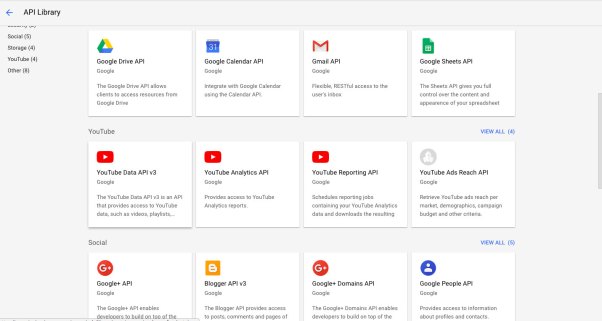 API Library
Social (5)
Storage (4)
YouTube (4)
Other (8)
31
Google Drive API
Google
The Google Drive API allows
clients to access resources from
Google Drive
Google Calendar API
Google
Integrate with Google Calendar
using the Calendar API.
Gmail API
Google
Flexible, RESTful access to the
user's inbox
Google Sheets API
Google
The Sheets API gives you full
control over the content and
appearence of your spreadsheet
YouTube
VIEW ALL (4)
YouTube Data API v3
Google
The YouTube Data API v3 is an API
that provides access to YouTube
data, such as videos, playlists,...
YouTube Analytics API
Google
Provides access to YouTube
Analytics reports.
YouTube Reporting API
Google
Schedules reporting jobs
containing your YouTube Analytics
data and downloads the resulting
YouTube Ads Reach API
Google
Retrieve YouTube ads reach per
market, demographics, campaign
budget and other criteria.
Social
VIEW ALL (5)
G+
Google+ API
Google
The Google+ API enables
developers to build on top of the
Blogger API v3
Google
The Blogger API provides access
to posts, comments and pages of
G+
Google+ Domains API
Google
The Google+ Domains API enables
developers to build on top of the
Google People API
Google
Provides access to information
about profiles and contacts.